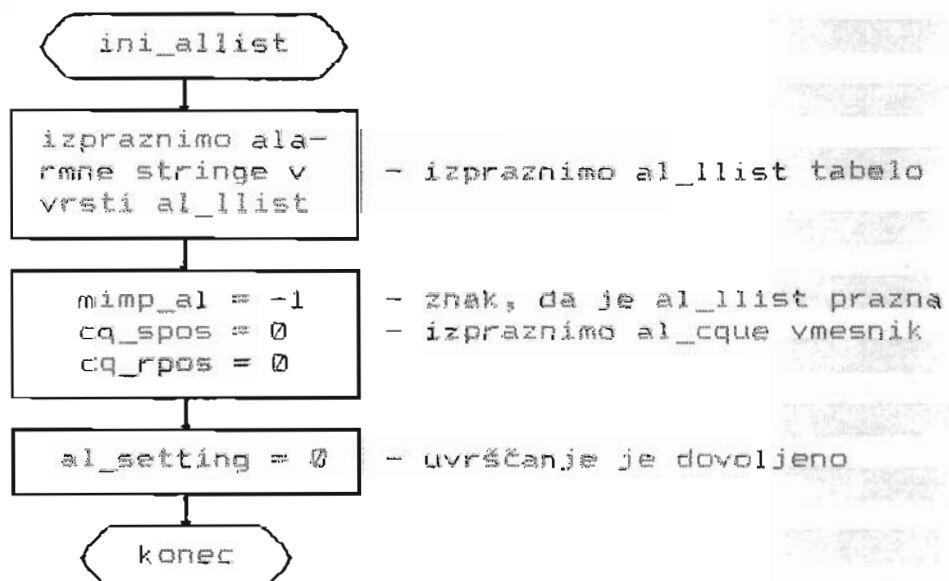 ini_allist
izpraznimo ala-
rmne stringe v
vrsti al_llist
- izpraznimo al_llist tabelo
mimp_al = -1
- znak, da je al_llist prazna
cq_spos = 0
- izpraznimo al_cque vmesnik
cq_rpos = 0
al_setting = 0
- uvrščanje je dovoljeno
konec